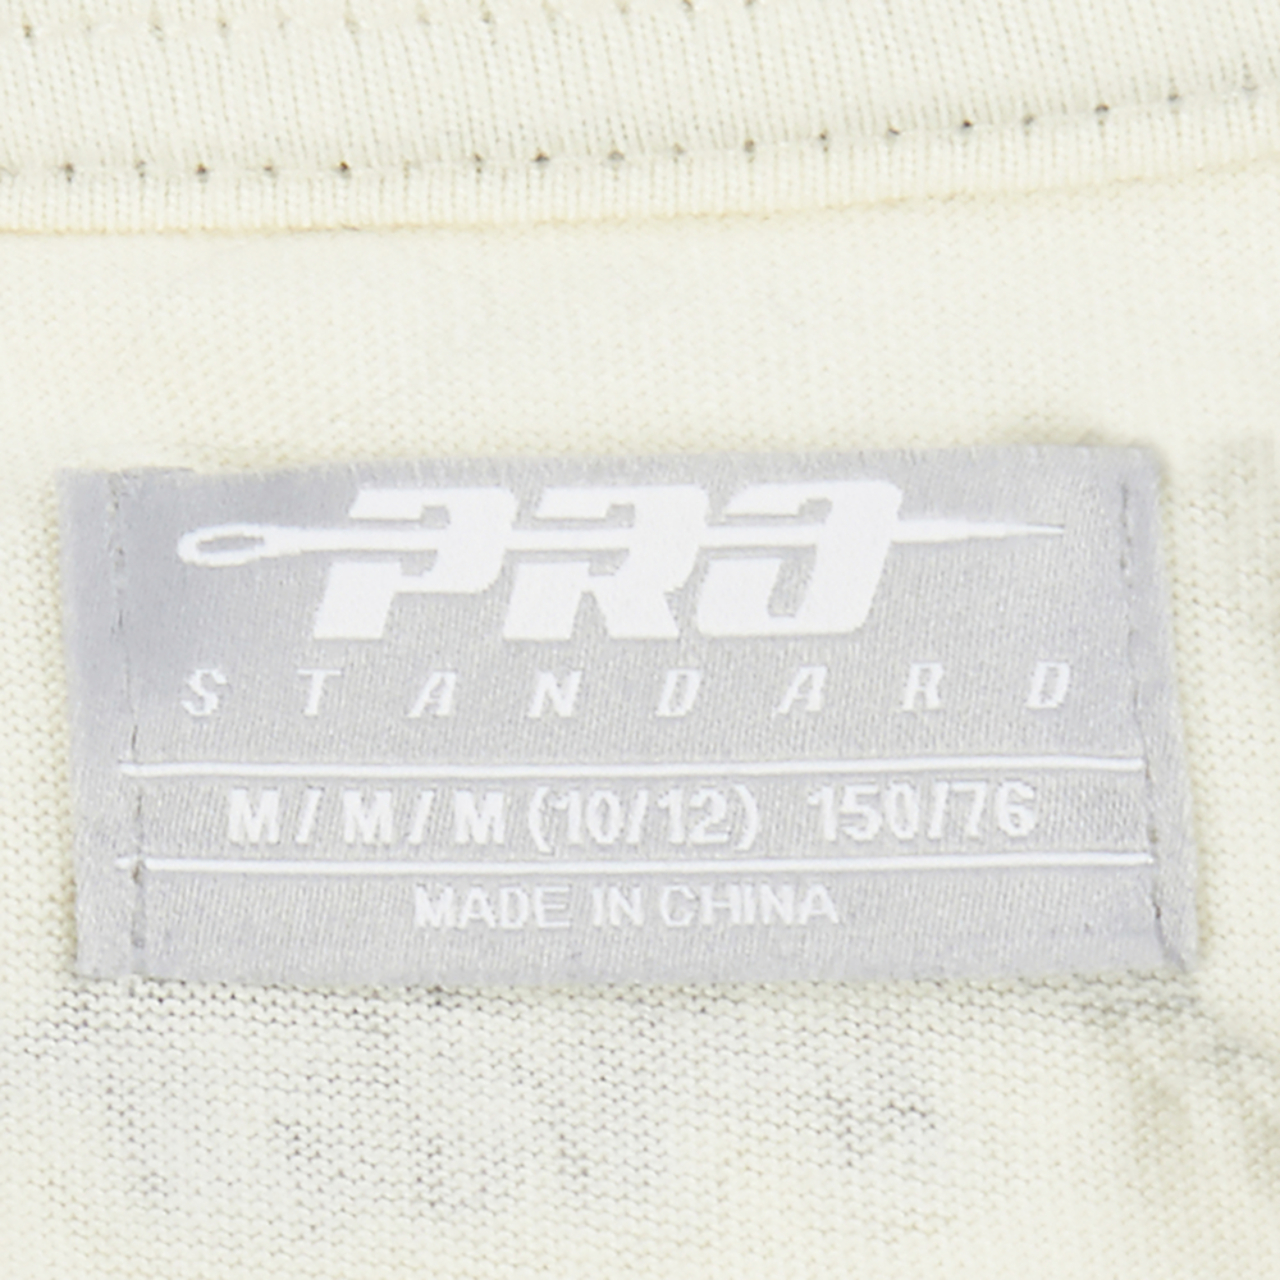 PRO
STANDARD
M / M / M (10/12) 150/76
MADE IN CHINA